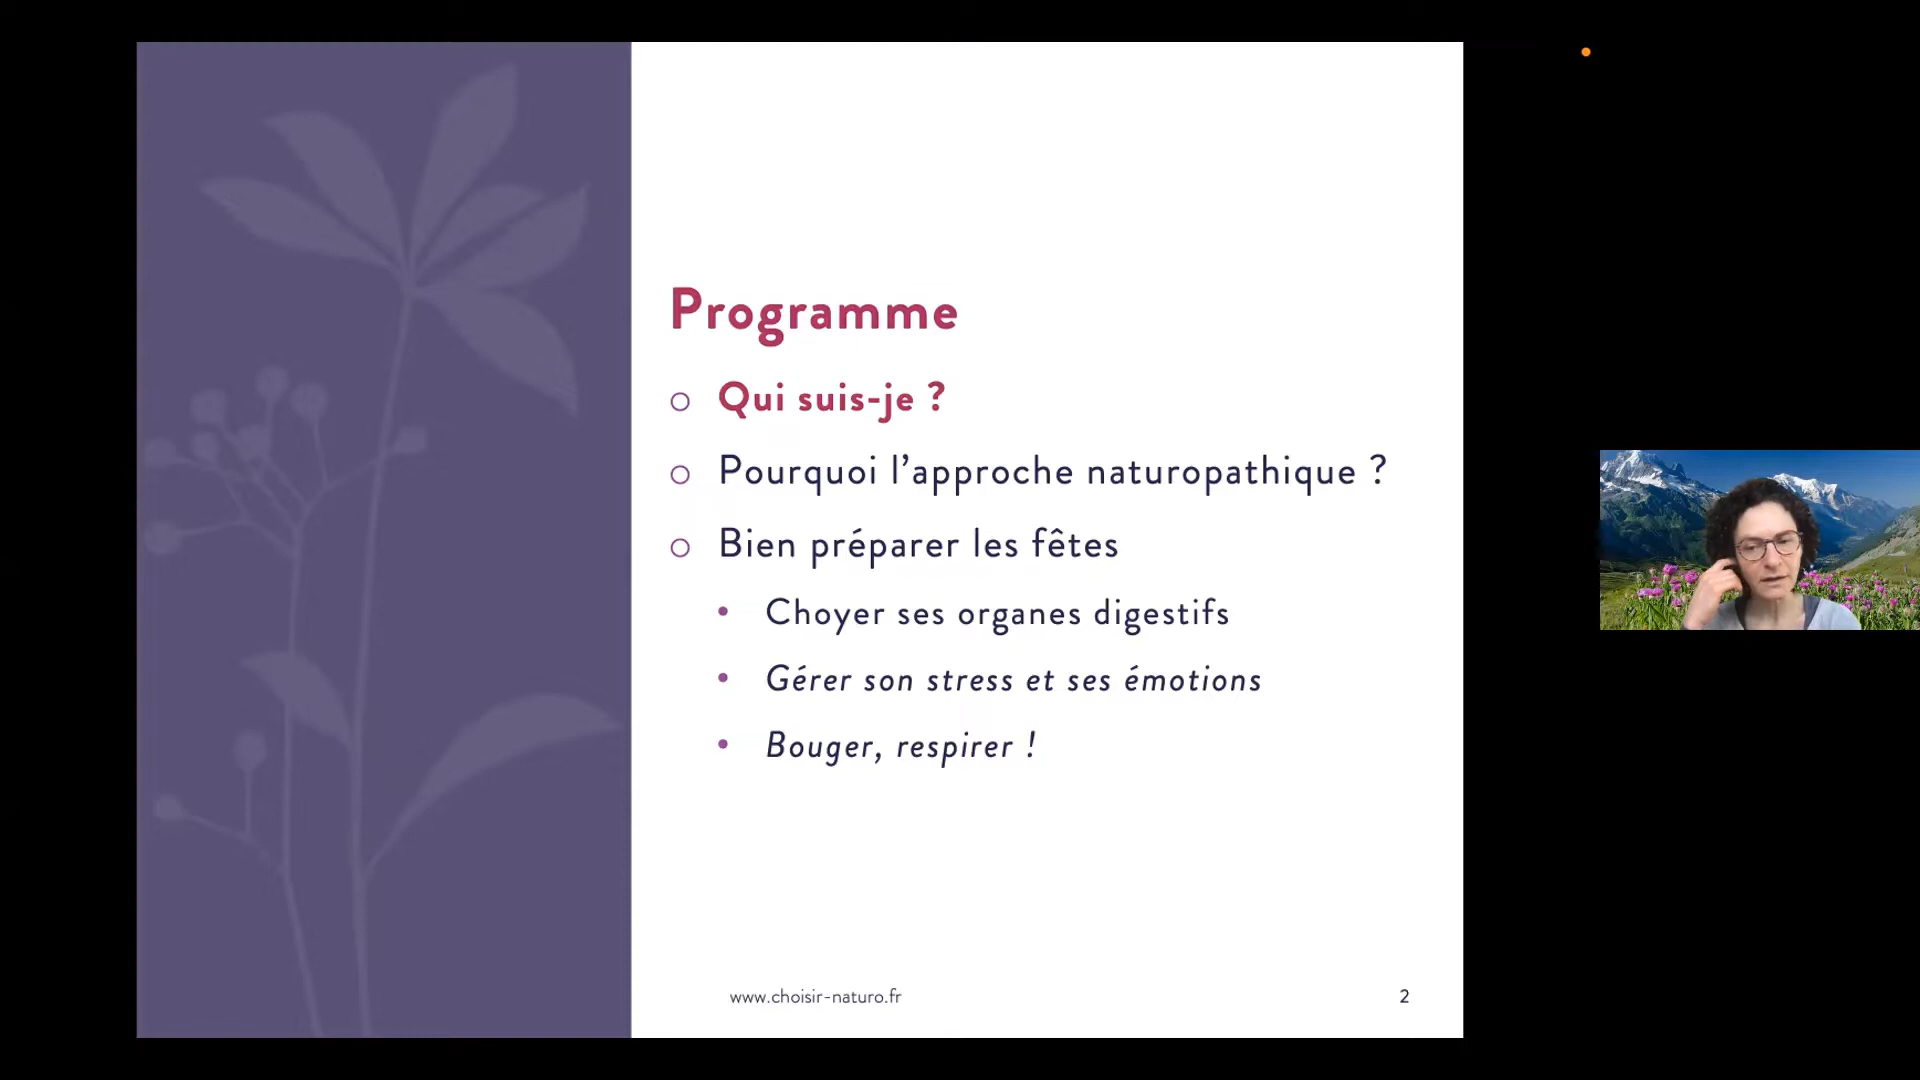 Programme
Qui suis-je ?
Pourquoi l’approche naturopathique ?
Bien préparer les fêtes
Choyer ses organes digestifs
Gérer son stress et ses émotions
Bouger, respirer !
www.choisir-naturo.fr
2